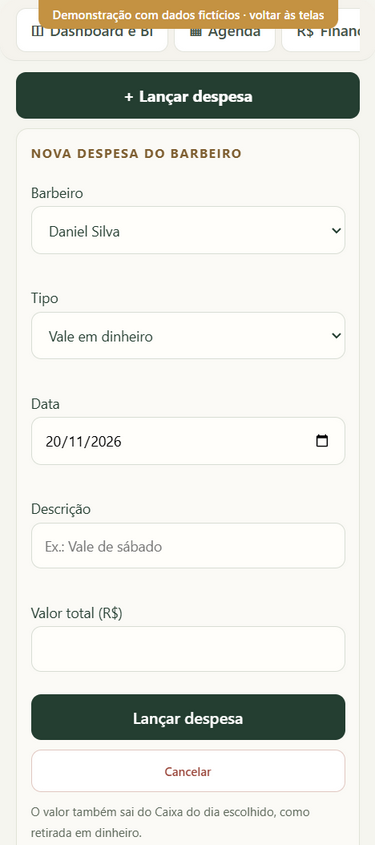 Demonstração com dados fictícios · voltar às telas
Dashboard e BI
Agenda
R$ Financ
+ Lançar despesa
NOVA DESPESA DO BARBEIRO
Barbeiro
Daniel Silva
Tipo
Vale em dinheiro
Data
20/11/2026
Descrição
Ex.: Vale de sábado
Valor total (R$)
Lançar despesa
Cancelar
O valor também sai do Caixa do dia escolhido, como
retirada em dinheiro.